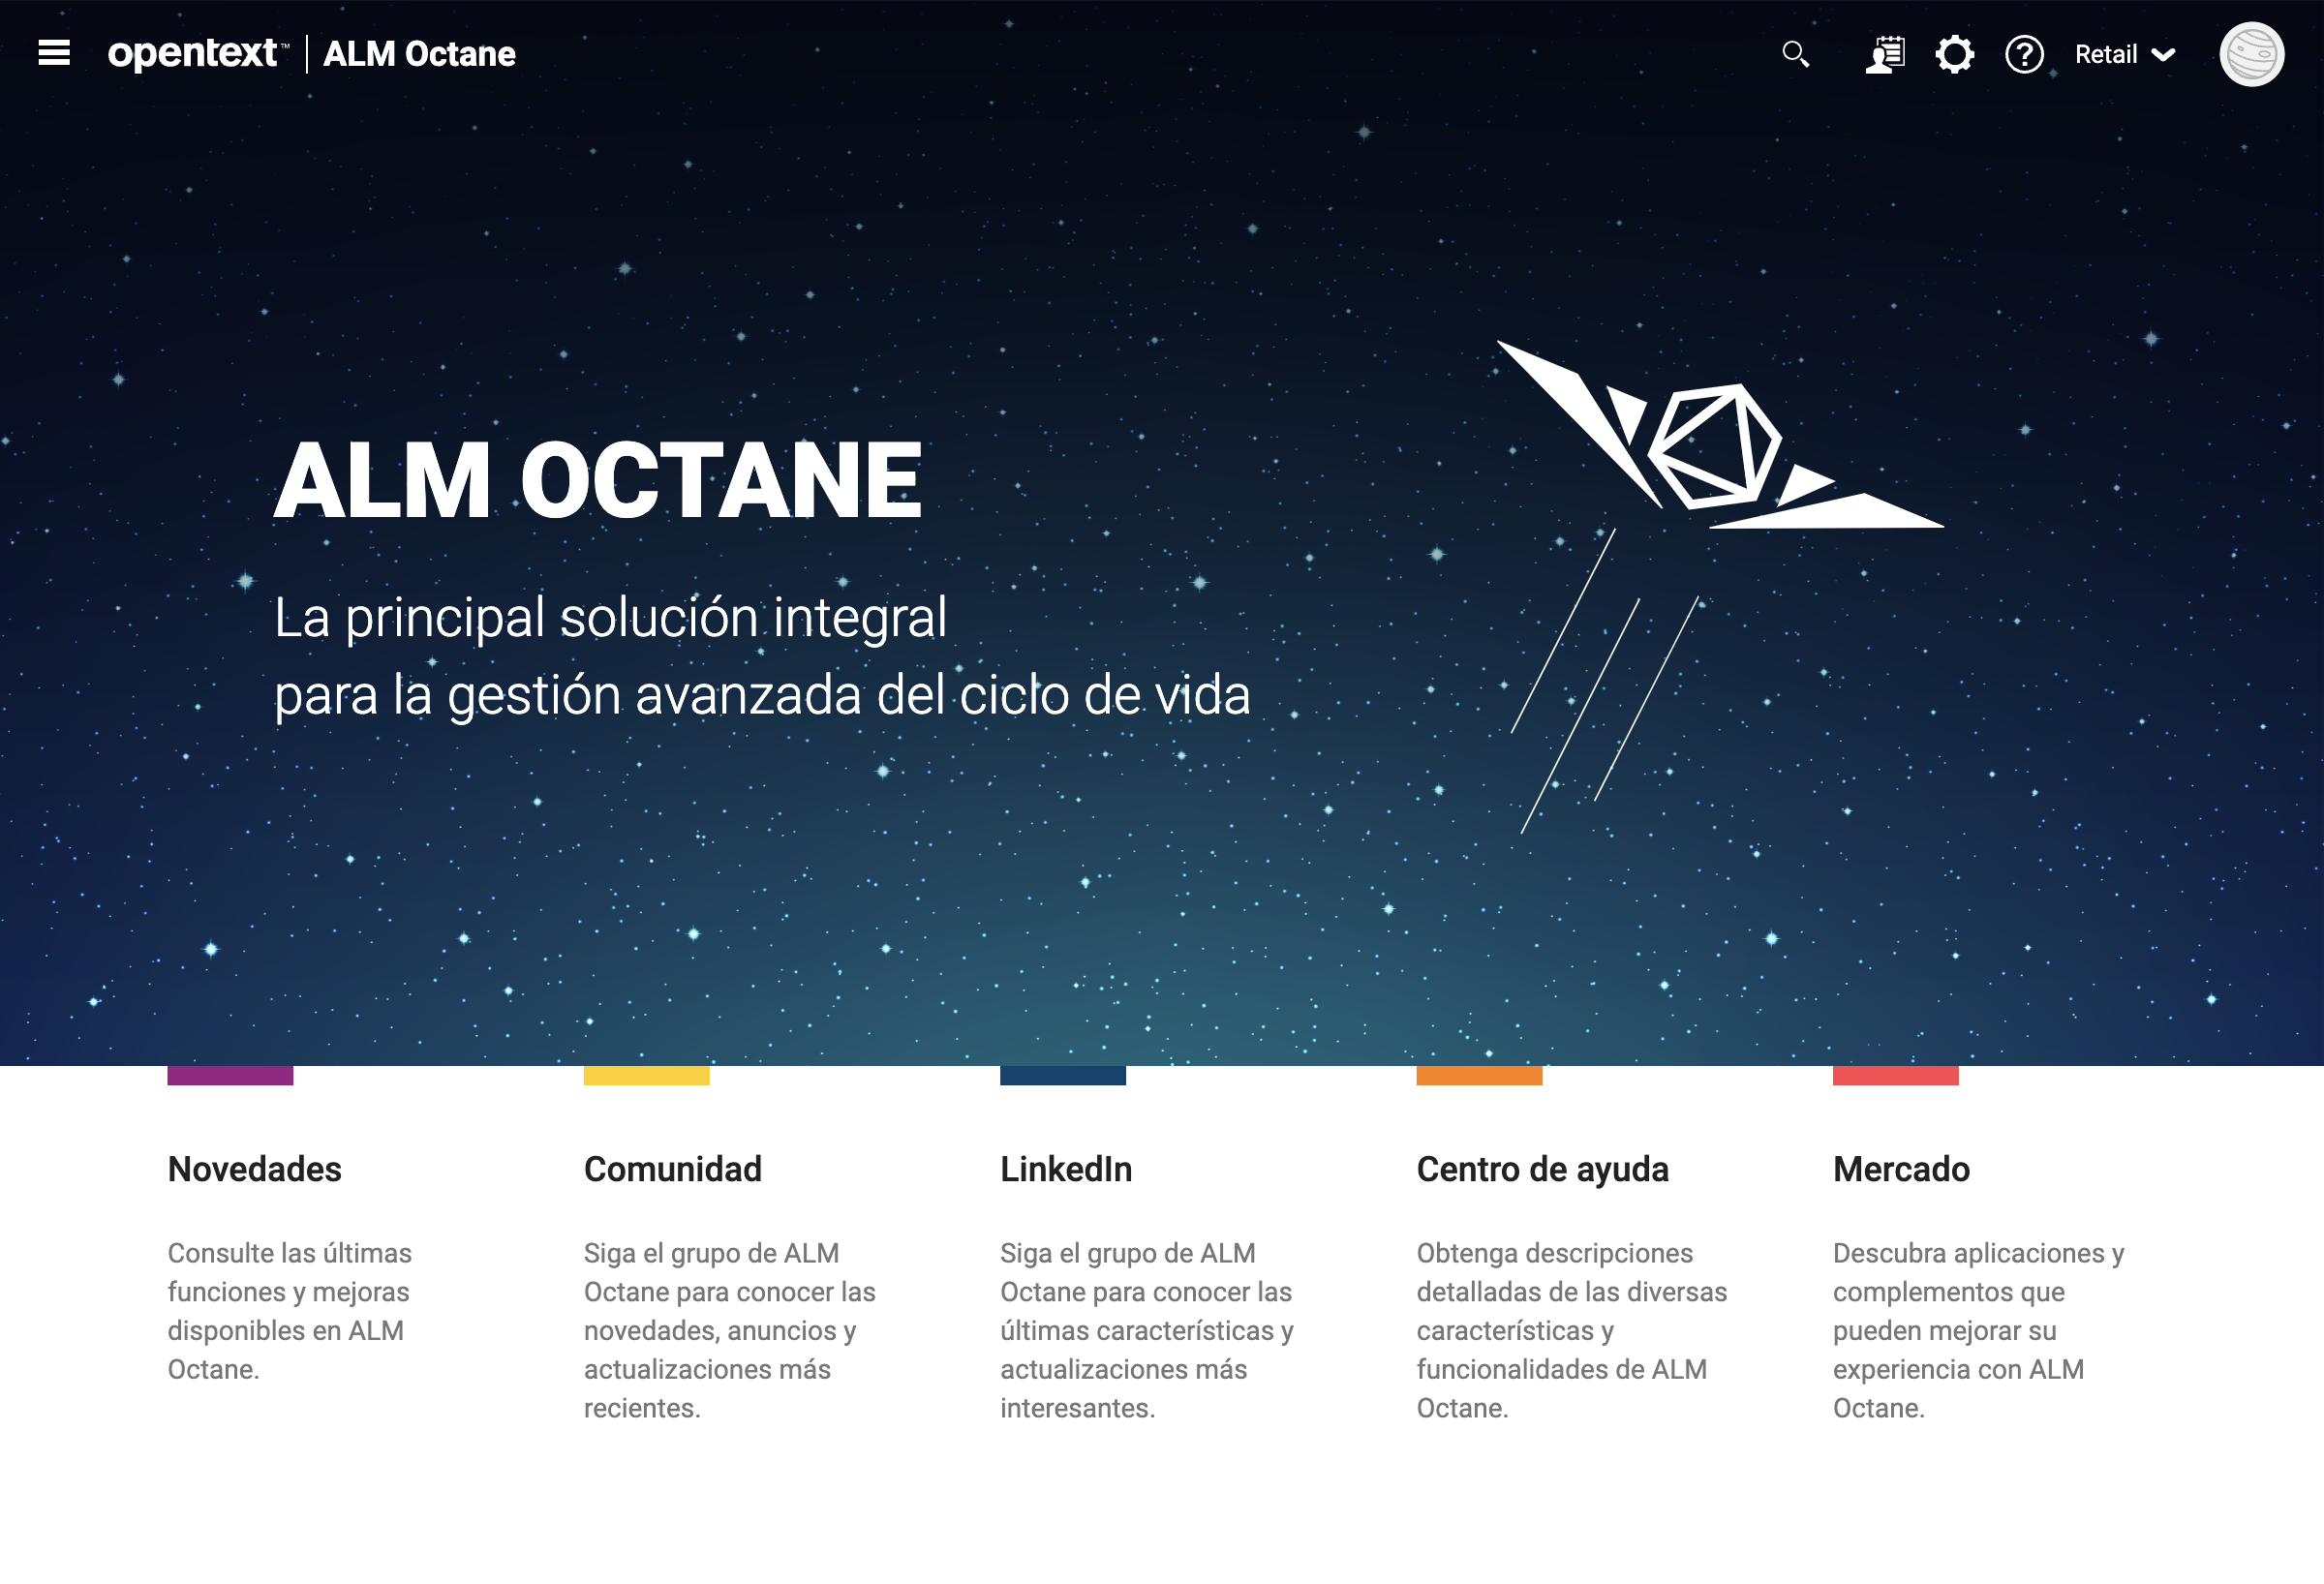 opentext™ | ALM Octane
Retail
ALM OCTANE
La principal solución integral
para la gestión avanzada del ciclo de vida
Novedades
Consulte las últimas
funciones y mejoras
disponibles en ALM
Octane.
Comunidad
Siga el grupo de ALM
Octane para conocer las
novedades, anuncios y
actualizaciones más
recientes.
LinkedIn
Siga el grupo de ALM
Octane para conocer las
últimas características y
actualizaciones más
interesantes.
Centro de ayuda
Obtenga descripciones
detalladas de las diversas
características y
funcionalidades de ALM
Octane.
Mercado
Descubra aplicaciones y
complementos que
pueden mejorar su
experiencia con ALM
Octane.